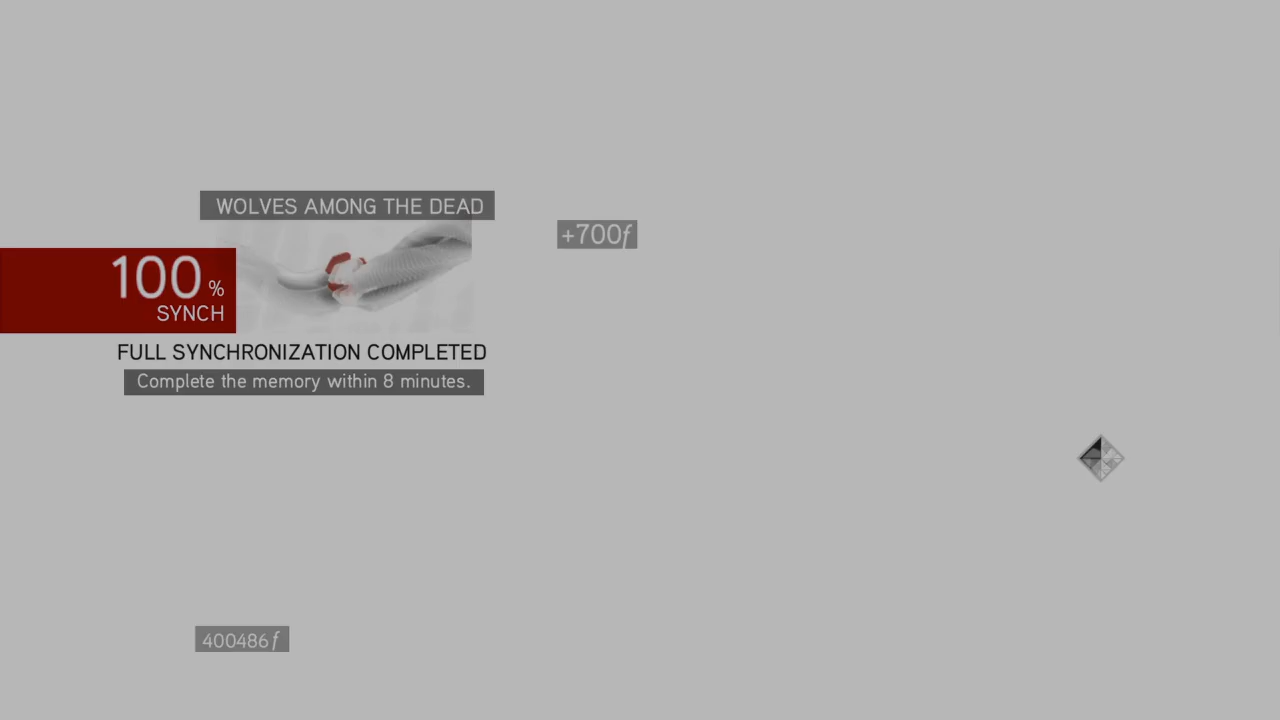 WOLVES AMONG THE DEAD
+700ƒ
100 %
SYNCH
FULL SYNCHRONIZATION COMPLETED
Complete the memory within 8 minutes.
400486ƒ